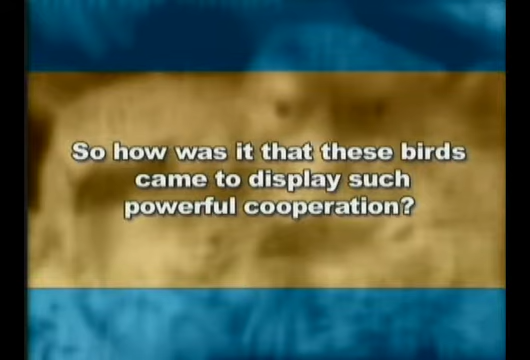 So how was it that these birds
came to display such
powerful cooperation?